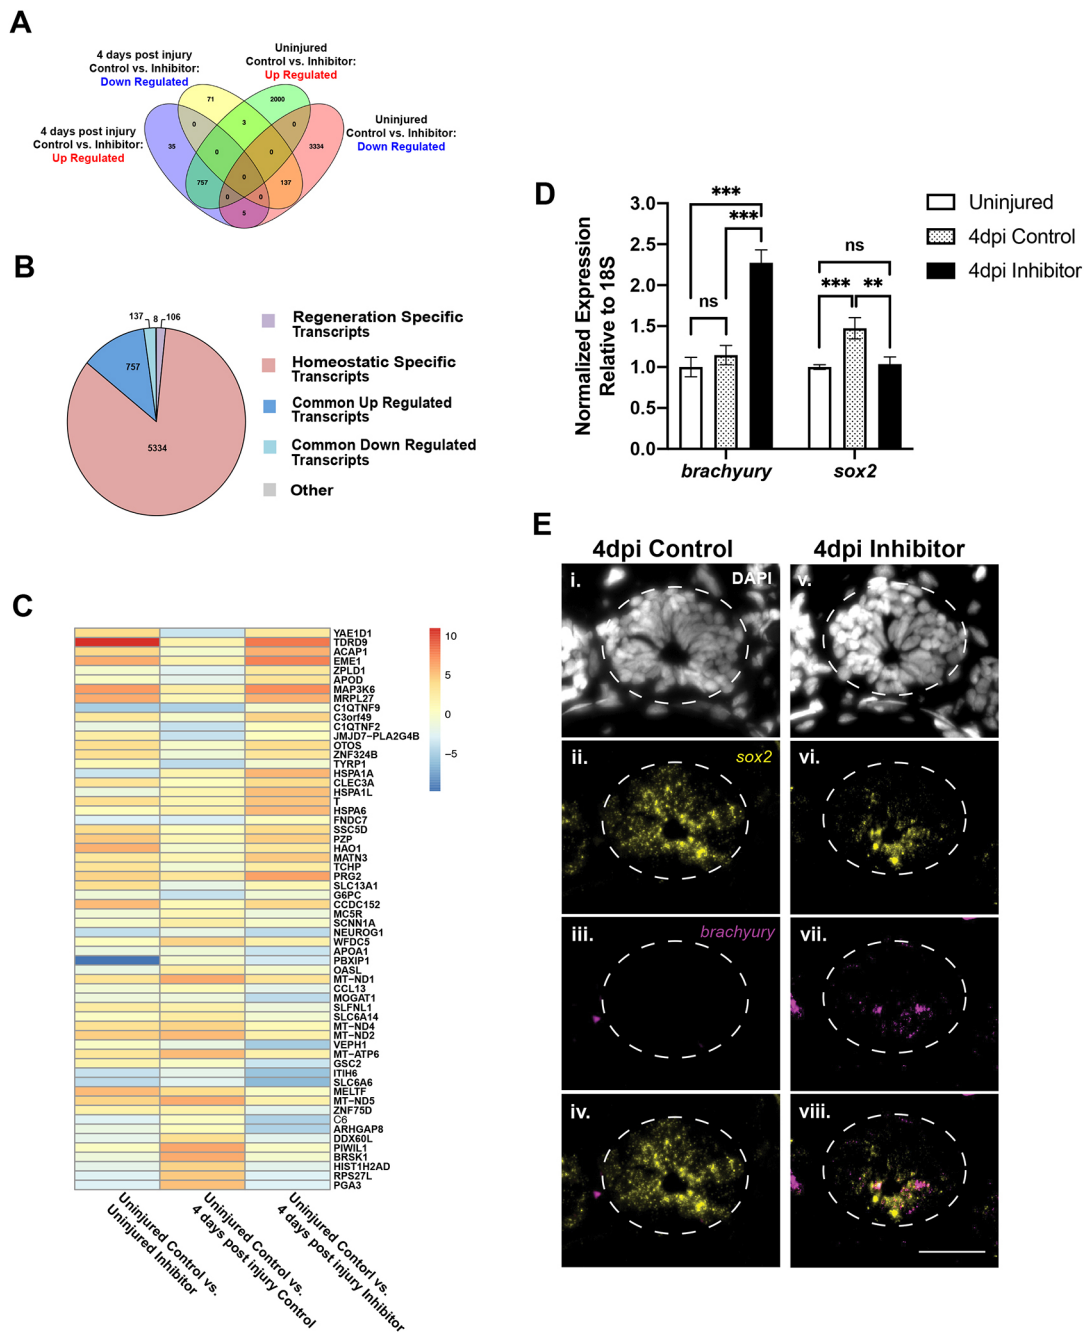 A
4 days post injury
Control vs. Inhibitor:
Down Regulated
Uninjured
Control vs. Inhibitor:
Up Regulated
4 days post injury
Control vs. Inhibitor:
Up Regulated
Uninjured
Control vs. Inhibitor:
Down Regulated
71
2000
0
3
0
35
0
0
3334
757
0
137
0
0
5
B
137
8
106
757
5334
Regeneration Specific
Transcripts
Homeostatic Specific
Transcripts
Common Up Regulated
Transcripts
Common Down Regulated
Transcripts
Other
C
YAE1D1
TDRD9
ACAP1
EME1
ZPLD1
APOD
MAP3K6
MRPL27
C1QTNF9
C3orf49
C1QTNF2
JMJD7−PLA2G4B
OTOS
ZNF324B
TYRP1
HSPA1A
CLEC3A
HSPA1L
T
HSPA6
FNDC7
SSC5D
PZP
HAO1
MATN3
TCHP
PRG2
SLC13A1
G6PC
CCDC152
MC5R
SCNN1A
NEUROG1
WFDC5
APOA1
PBXIP1
OASL
MT−ND1
CCL13
MOGAT1
SLFNL1
SLC6A14
MT−ND4
MT−ND2
VEPH1
MT−ATP6
GSC2
ITIH6
SLC6A6
MELTF
MT−ND5
ZNF75D
C6
ARHGAP8
DDX60L
PIWIL1
BRSK1
HIST1H2AD
RPS27L
PGA3
10
5
0
−5
Uninjured Control vs.
Uninjured Inhibitor
Uninjured Control vs.
4 days post injury Control
Uninjured Contorl vs.
4 days post injury Inhibitor
D
Normalized Expression
Relative to 18S
3.0
2.5
2.0
1.5
1.0
0.5
0.0
***
***
ns
ns
***
**
brachyury
sox2
Uninjured
4dpi Control
4dpi Inhibitor
E
4dpi Control
4dpi Inhibitor
i.
DAPI
v.
ii.
sox2
vi.
iii.
brachyury
vii.
iv.
viii.